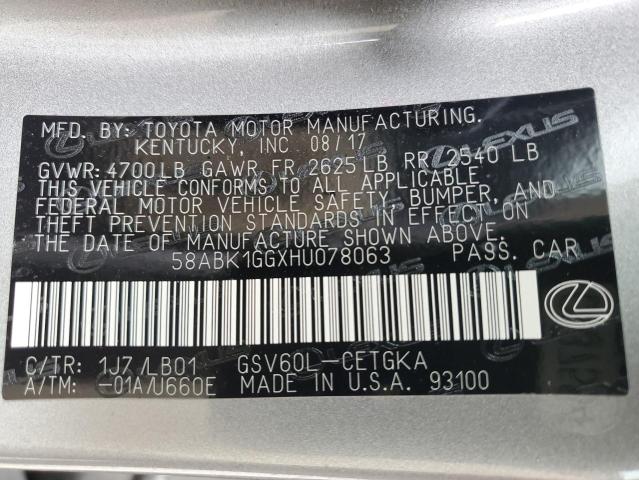 MFD. BY: TOYOTA MOTOR MANUFACTURING.
KENTUCKY, INC 08/17
GVWR: 4700LB GAWR FR 2625LB RR 2540 LB
THIS VEHICLE CONFORMS TO ALL APPLICABLE
FEDERAL MOTOR VEHICLE SAFETY, BUMPER, AND
THEFT PREVENTION STANDARDS IN EFFECT ON
THE DATE OF MANUFACTURE SHOWN ABOVE.
58ABK1GGXHU078063 PASS. CAR
C/TR: 1J7/LB01 GSV60L-CETGKA
A/TM: -01A/U660E MADE IN U.S.A. 93100
LEXUS